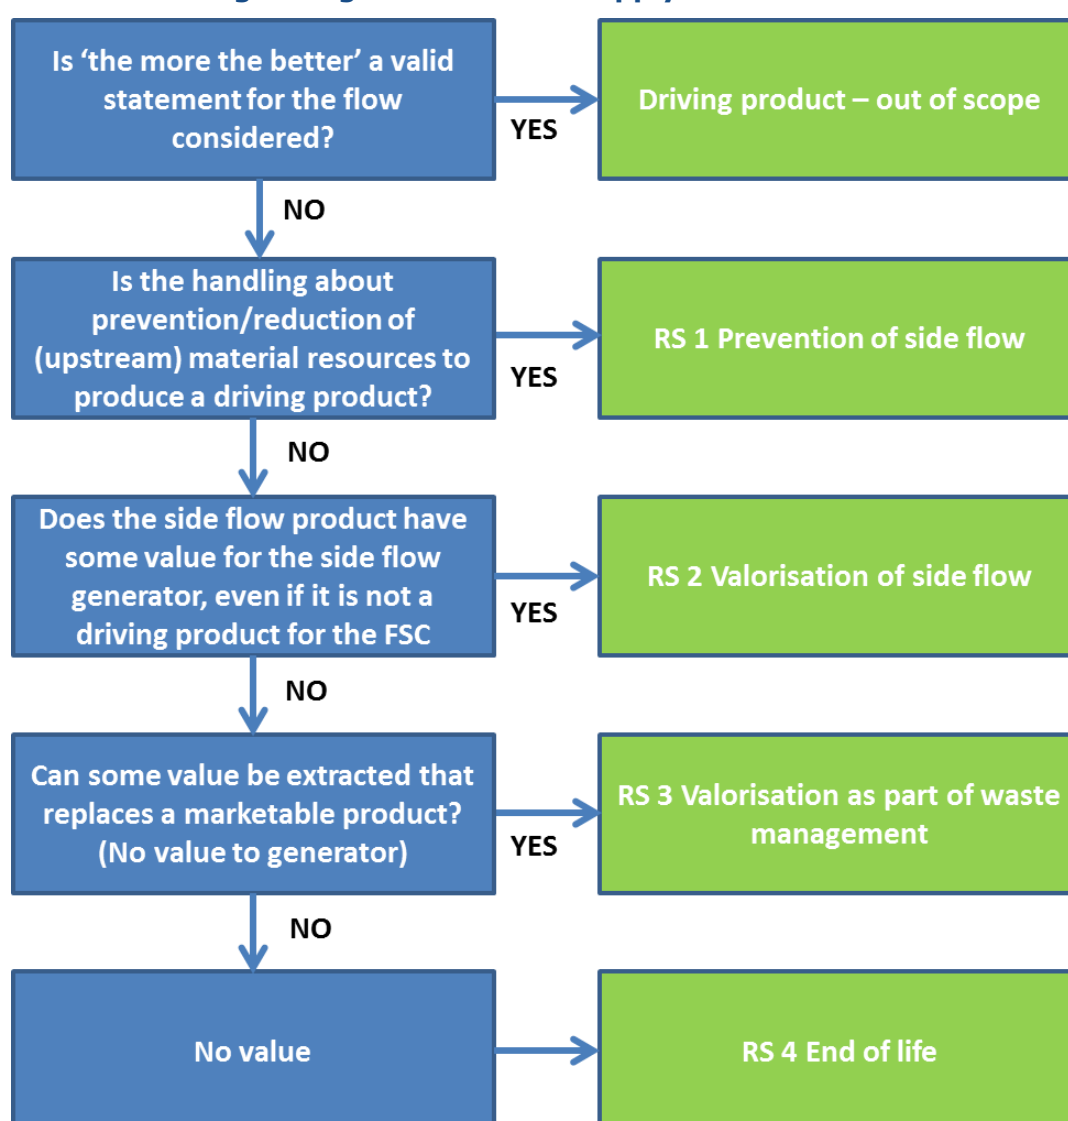 Is ‘the more the better’ a valid
statement for the flow
considered?
YES
Driving product – out of scope
NO
Is the handling about
prevention/reduction of
(upstream) material resources to
produce a driving product?
YES
RS 1 Prevention of side flow
NO
Does the side flow product have
some value for the side flow
generator, even if it is not a
driving product for the FSC
YES
RS 2 Valorisation of side flow
NO
Can some value be extracted that
replaces a marketable product?
(No value to generator)
YES
RS 3 Valorisation as part of waste
management
NO
No value
RS 4 End of life